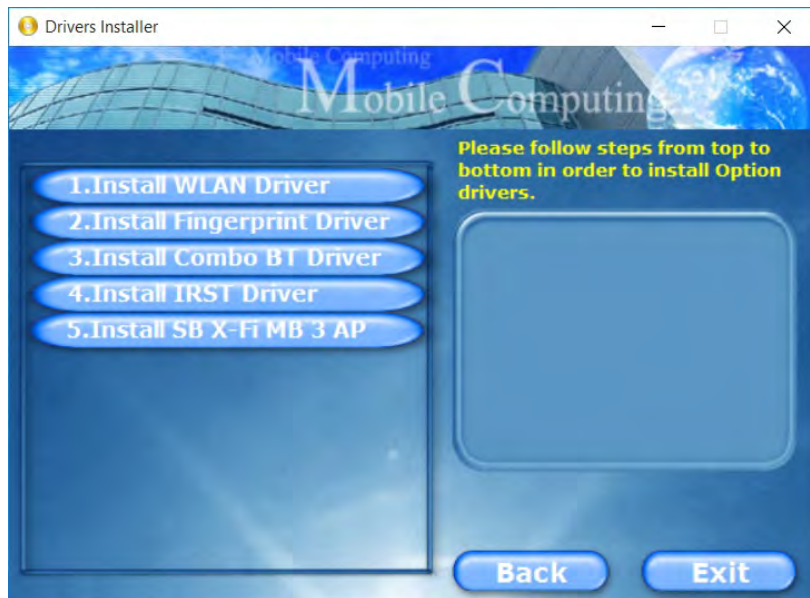 Drivers Installer
Mobile Computing
Mobile Computing
Please follow steps from top to
bottom in order to install Option
drivers.
1.Install WLAN Driver
2.Install Fingerprint Driver
3.Install Combo BT Driver
4.Install IRST Driver
5.Install SB X-Fi MB 3 AP
Back
Exit